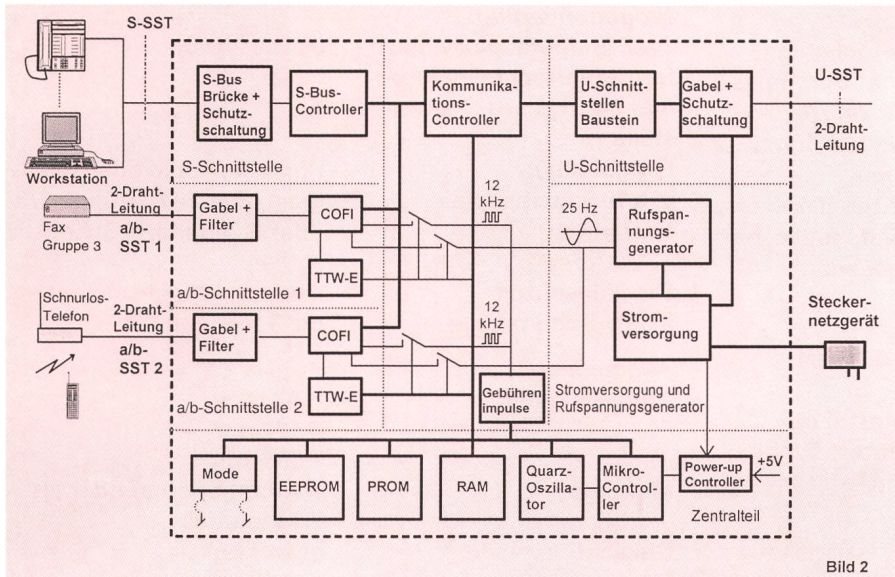 S-SST
S-Bus
Brücke +
Schutz-
schaltung
S-Bus-
Controller
Kommunika-
tions-
Controller
U-Schnitt-
stellen
Baustein
Gabel +
Schutz-
schaltung
U-SST
2-Draht-
Leitung
Workstation
S-Schnittstelle
U-Schnittstelle
2-Draht-
Leitung
a/b-
SST 1
Fax
Gruppe 3
Gabel +
Filter
COFI
TTW-E
12
kHz
25 Hz
Rufspan-
nungs-
generator
a/b-Schnittstelle 1
Schnurlos-
Telefon
2-Draht-
Leitung
a/b-
SST 2
Gabel +
Filter
COFI
TTW-E
12
kHz
Strom-
versorgung
Stecker-
netzgerät
a/b-Schnittstelle 2
Gebühren
impulse
Stromversorgung und
Rufspannungsgenerator
Mode
EEPROM
PROM
RAM
Quarz-
Oszilla-
tor
Mikro-
Control-
ler
Power-up
Controller
+5V
Zentralteil
Bild 2